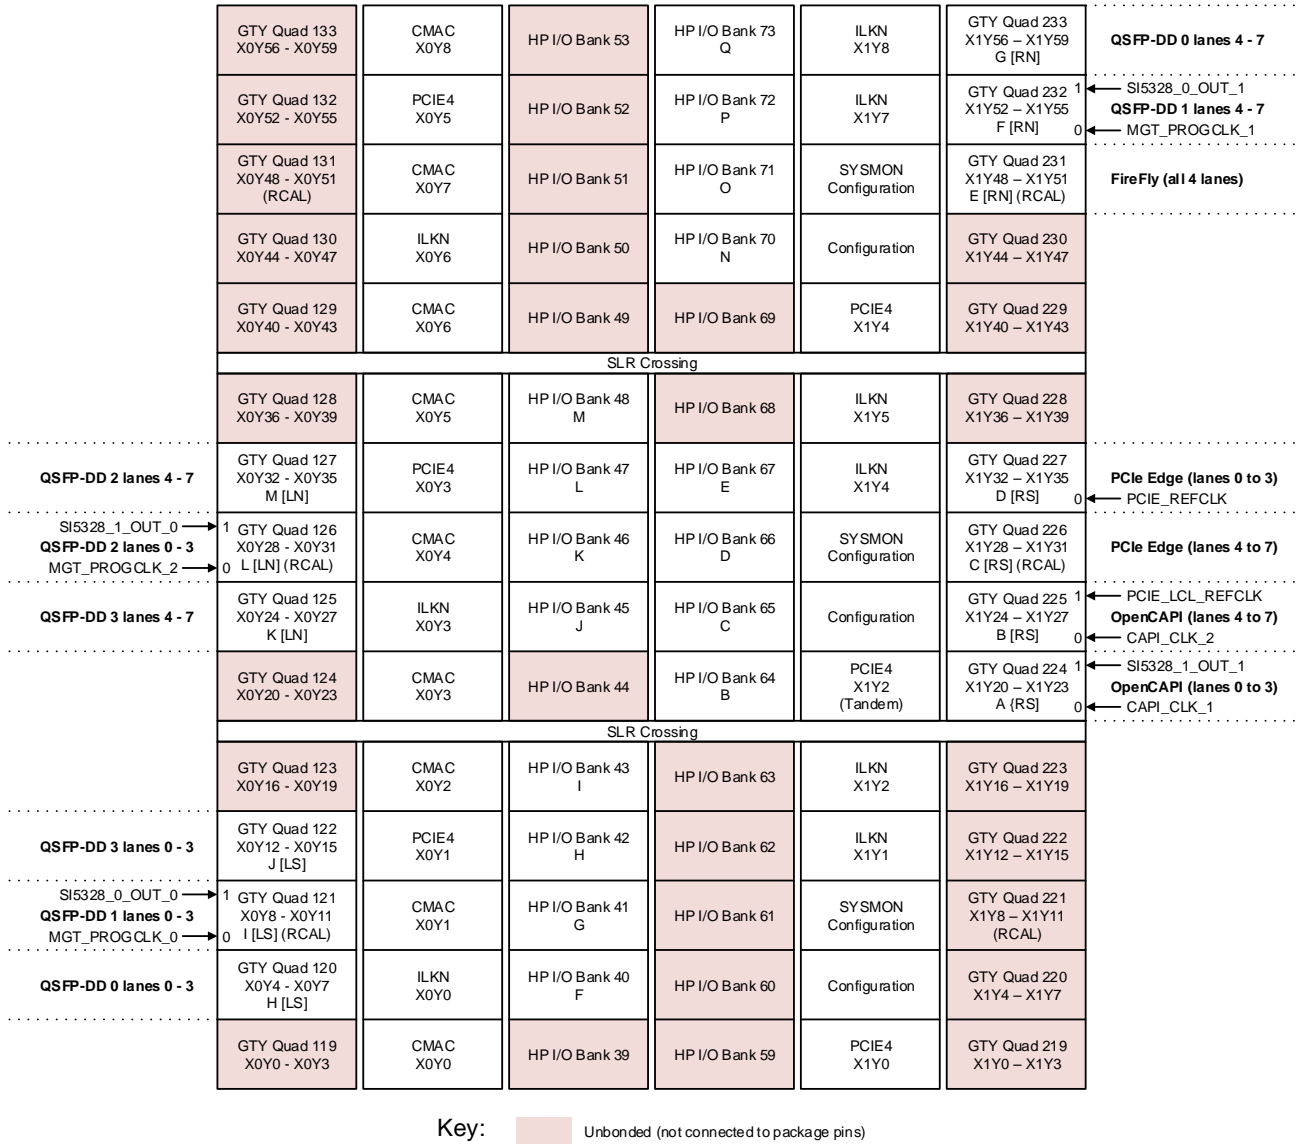 GTY Quad 133
X0Y56 - X0Y59
CMAC
X0Y8
HP I/O Bank 53
HP I/O Bank 73
Q
ILKN
X1Y8
GTY Quad 233
X1Y56 – X1Y59
G [RN]
QSFP-DD 0 lanes 4 - 7
GTY Quad 132
X0Y52 - X0Y55
PCIE4
X0Y5
HP I/O Bank 52
HP I/O Bank 72
P
ILKN
X1Y7
GTY Quad 232
X1Y52 – X1Y55
F [RN]
1
SI5328_0_OUT_1
QSFP-DD 1 lanes 4 - 7
0
MGT_PROGCLK_1
GTY Quad 131
X0Y48 - X0Y51
(RCAL)
CMAC
X0Y7
HP I/O Bank 51
HP I/O Bank 71
O
SYSMON
Configuration
GTY Quad 231
X1Y48 – X1Y51
E [RN] (RCAL)
FireFly (all 4 lanes)
GTY Quad 130
X0Y44 - X0Y47
ILKN
X0Y6
HP I/O Bank 50
HP I/O Bank 70
N
Configuration
GTY Quad 230
X1Y44 – X1Y47
GTY Quad 129
X0Y40 - X0Y43
CMAC
X0Y6
HP I/O Bank 49
HP I/O Bank 69
PCIE4
X1Y4
GTY Quad 229
X1Y40 – X1Y43
SLR Crossing
GTY Quad 128
X0Y36 - X0Y39
CMAC
X0Y5
HP I/O Bank 48
M
HP I/O Bank 68
ILKN
X1Y5
GTY Quad 228
X1Y36 – X1Y39
QSFP-DD 2 lanes 4 - 7
GTY Quad 127
X0Y32 - X0Y35
M [LN]
PCIE4
X0Y3
HP I/O Bank 47
L
HP I/O Bank 67
E
ILKN
X1Y4
GTY Quad 227
X1Y32 – X1Y35
D [RS]
PCIe Edge (lanes 0 to 3)
0
PCIE_REFCLK
SI5328_1_OUT_0
1
QSFP-DD 2 lanes 0 - 3
MGT_PROGCLK_2
0
GTY Quad 126
X0Y28 - X0Y31
L [LN] (RCAL)
CMAC
X0Y4
HP I/O Bank 46
K
HP I/O Bank 66
D
SYSMON
Configuration
GTY Quad 226
X1Y28 – X1Y31
C [RS] (RCAL)
PCIe Edge (lanes 4 to 7)
QSFP-DD 3 lanes 4 - 7
GTY Quad 125
X0Y24 - X0Y27
K [LN]
ILKN
X0Y3
HP I/O Bank 45
J
HP I/O Bank 65
C
Configuration
GTY Quad 225
X1Y24 – X1Y27
B [RS]
1
PCIE_LCL_REFCLK
OpenCAPI (lanes 4 to 7)
0
CAPI_CLK_2
GTY Quad 124
X0Y20 - X0Y23
CMAC
X0Y3
HP I/O Bank 44
HP I/O Bank 64
B
PCIE4
X1Y2
(Tandem)
GTY Quad 224
X1Y20 – X1Y23
A {RS]
1
SI5328_1_OUT_1
OpenCAPI (lanes 0 to 3)
0
CAPI_CLK_1
SLR Crossing
GTY Quad 123
X0Y16 - X0Y19
CMAC
X0Y2
HP I/O Bank 43
I
HP I/O Bank 63
ILKN
X1Y2
GTY Quad 223
X1Y16 – X1Y19
QSFP-DD 3 lanes 0 - 3
GTY Quad 122
X0Y12 - X0Y15
J [LS]
PCIE4
X0Y1
HP I/O Bank 42
H
HP I/O Bank 62
ILKN
X1Y1
GTY Quad 222
X1Y12 – X1Y15
SI5328_0_OUT_0
1
QSFP-DD 1 lanes 0 - 3
MGT_PROGCLK_0
0
GTY Quad 121
X0Y8 - X0Y11
I [LS] (RCAL)
CMAC
X0Y1
HP I/O Bank 41
G
HP I/O Bank 61
SYSMON
Configuration
GTY Quad 221
X1Y8 – X1Y11
(RCAL)
QSFP-DD 0 lanes 0 - 3
GTY Quad 120
X0Y4 - X0Y7
H [LS]
ILKN
X0Y0
HP I/O Bank 40
F
HP I/O Bank 60
Configuration
GTY Quad 220
X1Y4 – X1Y7
GTY Quad 119
X0Y0 - X0Y3
CMAC
X0Y0
HP I/O Bank 39
HP I/O Bank 59
PCIE4
X1Y0
GTY Quad 219
X1Y0 – X1Y3
Key:
Unbonded (not connected to package pins)